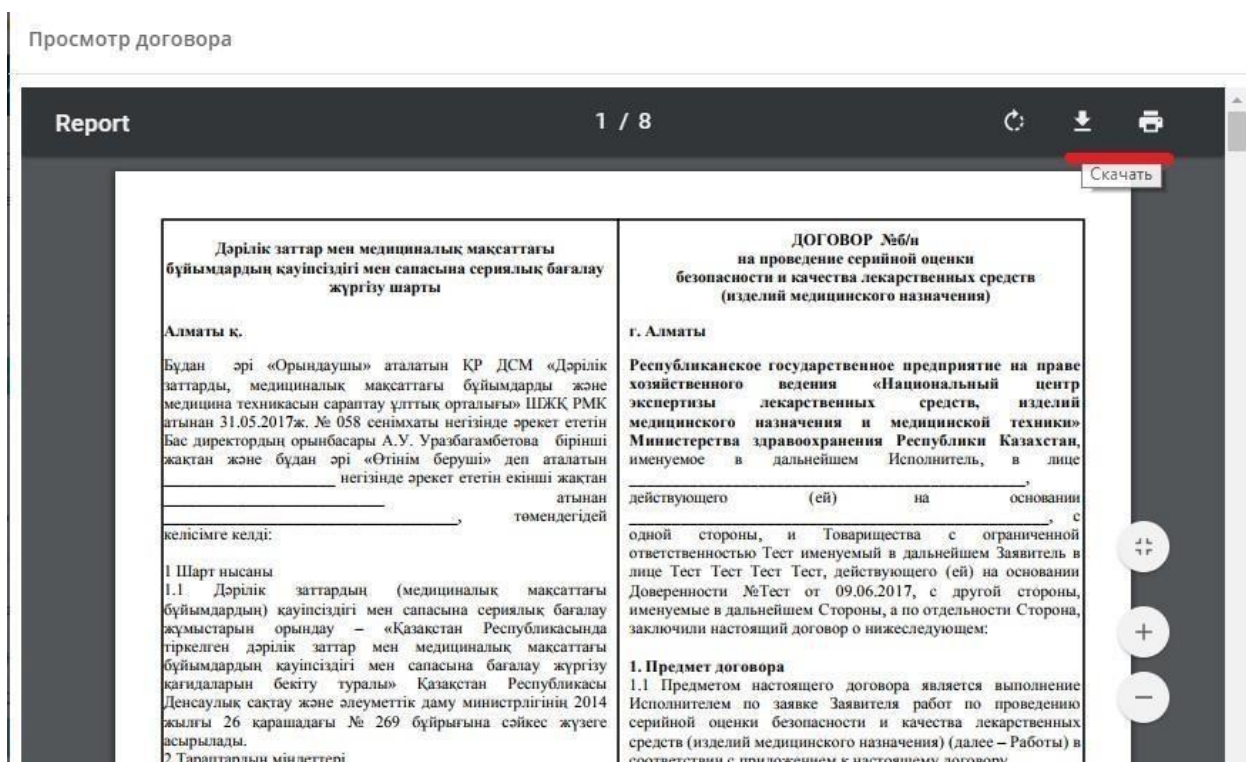 Просмотр договора
Report
1 / 8
Скачать
Дәрілік заттар мен медициналық мақсаттағы
бұйымдардың қауіпсіздігі мен сапасына сериялық бағалау
жүргізу шарты
Алматы қ.
Бұдан әрі «Орындаушы» аталатын ҚР ДСМ «Дәрілік
заттарды, медициналық мақсаттағы бұйымдарды және
медицина техникасын сараптау ұлттық орталығы» ШЖҚ РМК
атынан 31.05.2017ж. № 058 сенімхаты негізінде әрекет ететін
Бас директордың орынбасары А.У. Уразбагамбетова бірінші
жақтан және бұдан әрі «Өтінім беруші» деп аталатын
негізінде әрекет ететін екінші жақтан
атынан
, төмендегідей
келісімге келді:
1 Шарт нысаны
1.1 Дәрілік заттардың (медициналық мақсаттағы
бұйымдардың) қауіпсіздігі мен сапасына сериялық бағалау
жұмыстарын орындау – «Қазақстан Республикасында
тіркелген дәрілік заттар мен медициналық мақсаттағы
бұйымдардың қауіпсіздігі мен сапасына бағалау жүргізу
қағидаларын бекіту туралы» Қазақстан Республикасы
Денсаулық сақтау және әлеуметтік даму министрлігінің 2014
жылғы 26 қарашадағы № 269 бұйрығына сәйкес жүзеге
асырылады.
2 Тараптардың міндеттері
ДОГОВОР №б/н
на проведение серийной оценки
безопасности и качества лекарственных средств
(изделий медицинского назначения)
г. Алматы
Республиканское государственное предприятие на праве
хозяйственного ведения «Национальный центр
экспертизы лекарственных средств, изделий
медицинского назначения и медицинской техники»
Министерства здравоохранения Республики Казахстан,
именуемое в дальнейшем Исполнитель, в лице
,
действующего (ей) на основании
, с
одной стороны, и Товарищества с ограниченной
ответственностью Тест именуемый в дальнейшем Заявитель в
лице Тест Тест Тест Тест, действующего (ей) на основании
Доверенности №Тест от 09.06.2017, с другой стороны,
именуемые в дальнейшем Стороны, а по отдельности Сторона,
заключили настоящий договор о нижеследующем:
1. Предмет договора
1.1 Предметом настоящего договора является выполнение
Исполнителем по заявке Заявителя работ по проведению
серийной оценки безопасности и качества лекарственных
средств (изделий медицинского назначения) (далее – Работы) в
соответствии с приложением к настоящему договору